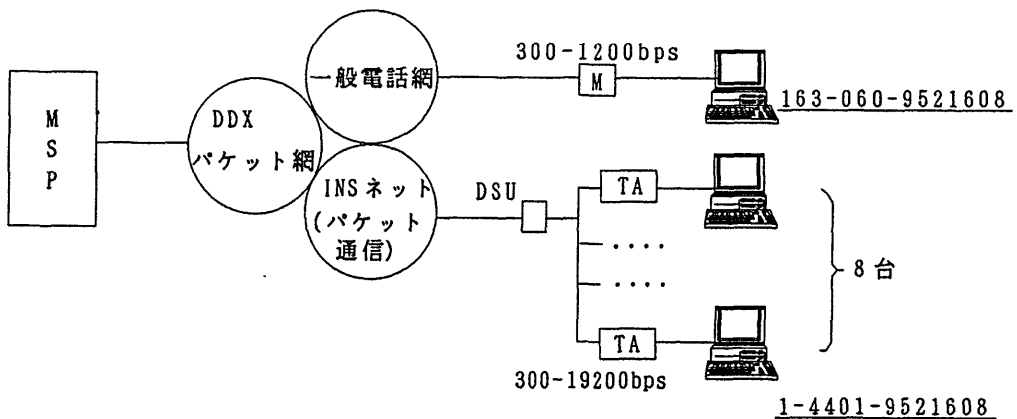 MSP
DDX
パケット網
一般電話網
300-1200bps
M
163-060-9521608
INSネット
(パケット
通信)
DSU
TA
・・・・
・・・・
TA
8台
300-19200bps
1-4401-9521608